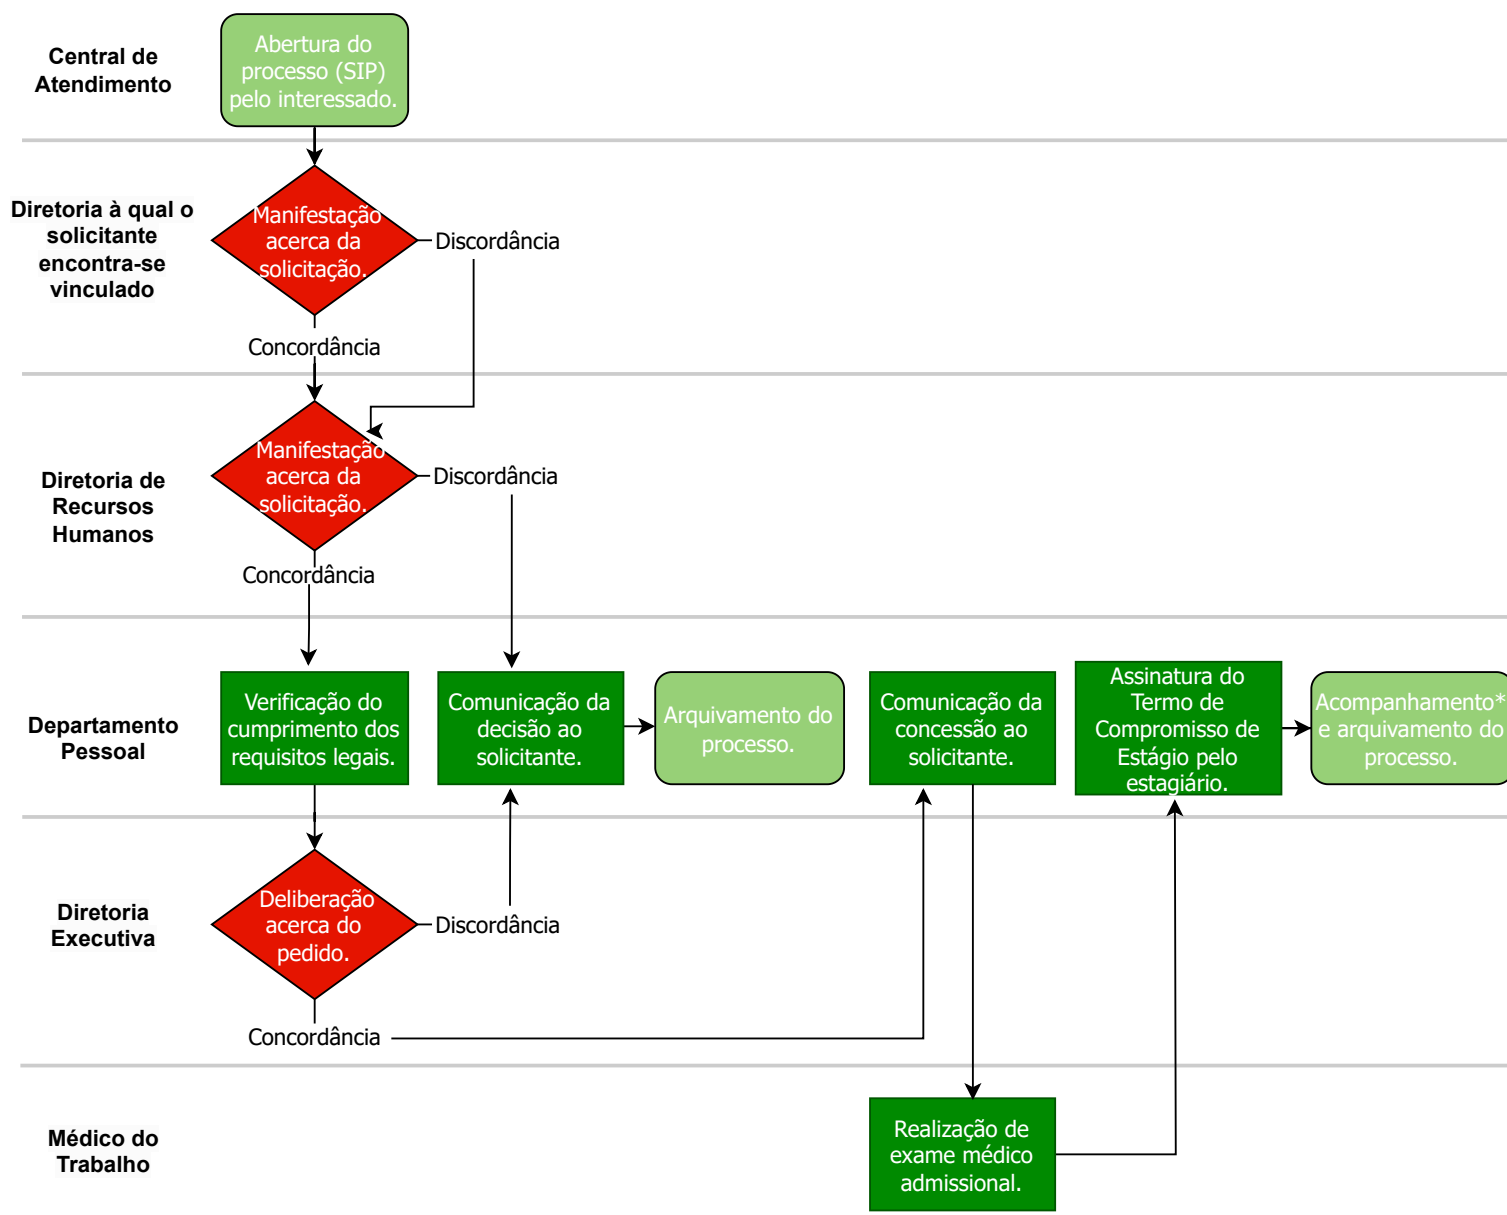 Central de
Atendimento
Abertura do
processo (SIP)
pelo interessado.
Diretoria à qual o
solicitante
encontra-se
vinculado
Manifestação
acerca da
solicitação.
Discordância
Concordância
Diretoria de
Recursos
Humanos
Manifestação
acerca da
solicitação.
Discordância
Concordância
Departamento
Pessoal
Verificação do
cumprimento dos
requisitos legais.
Comunicação da
decisão ao
solicitante.
Arquivamento do
processo.
Comunicação da
concessão ao
solicitante.
Assinatura do
Termo de
Compromisso de
Estágio pelo
estagiário.
Acompanhamento*
e arquivamento do
processo.
Diretoria
Executiva
Deliberação
acerca do
pedido.
Discordância
Concordância
Médico do
Trabalho
Realização de
exame médico
admissional.